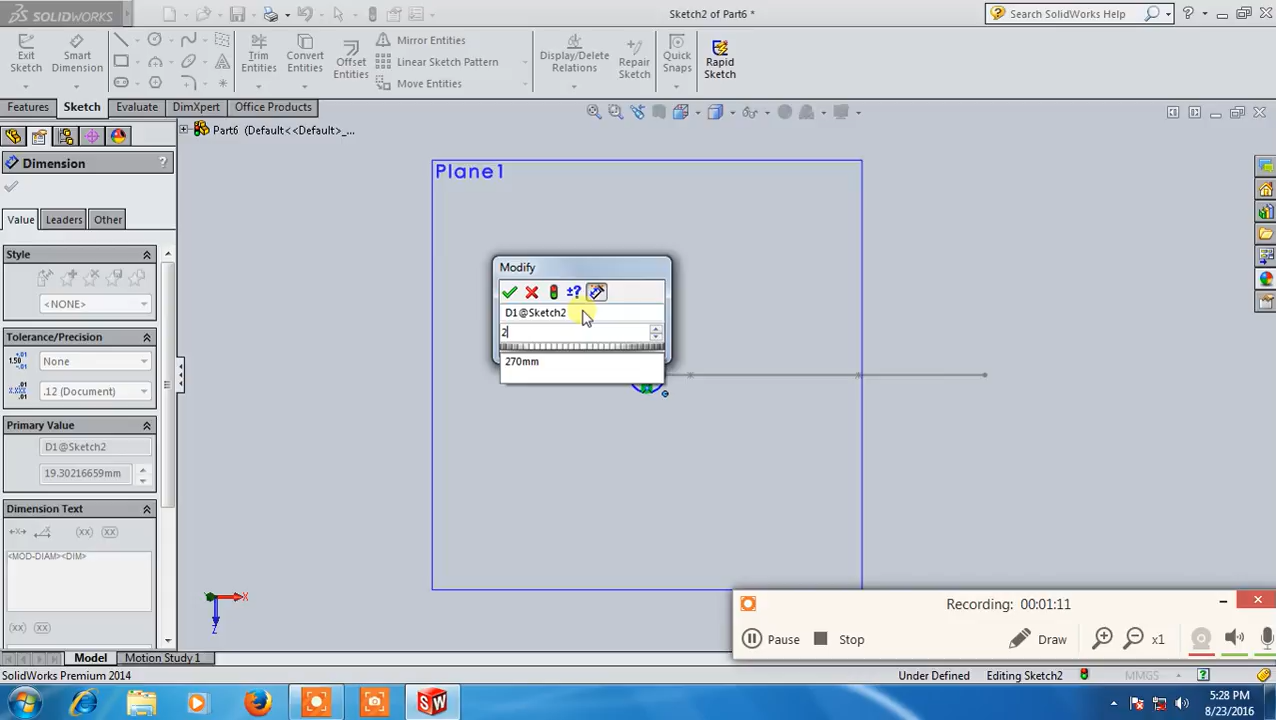 SOLIDWORKS
Sketch2 of Part6 *
Search SolidWorks Help
Exit Sketch
Smart Dimension
Trim Entities
Convert Entities
Offset Entities
Mirror Entities
Linear Sketch Pattern
Move Entities
Display/Delete Relations
Repair Sketch
Quick Snaps
Rapid Sketch
Features
Sketch
Evaluate
DimXpert
Office Products
Part6 (Default<<Default>_...
Dimension
?
Value
Leaders
Other
Style
<NONE>
Tolerance/Precision
None
.12 (Document)
Primary Value
D1@Sketch2
19.30216659mm
Dimension Text
<MOD-DIAM><DIM>
Plane1
Modify
D1@Sketch2
2
270mm
X
Z
Recording: 00:01:11
Pause
Stop
Draw
x1
Model
Motion Study 1
SolidWorks Premium 2014
Under Defined
Editing Sketch2
MMGS
5:28 PM
8/23/2016